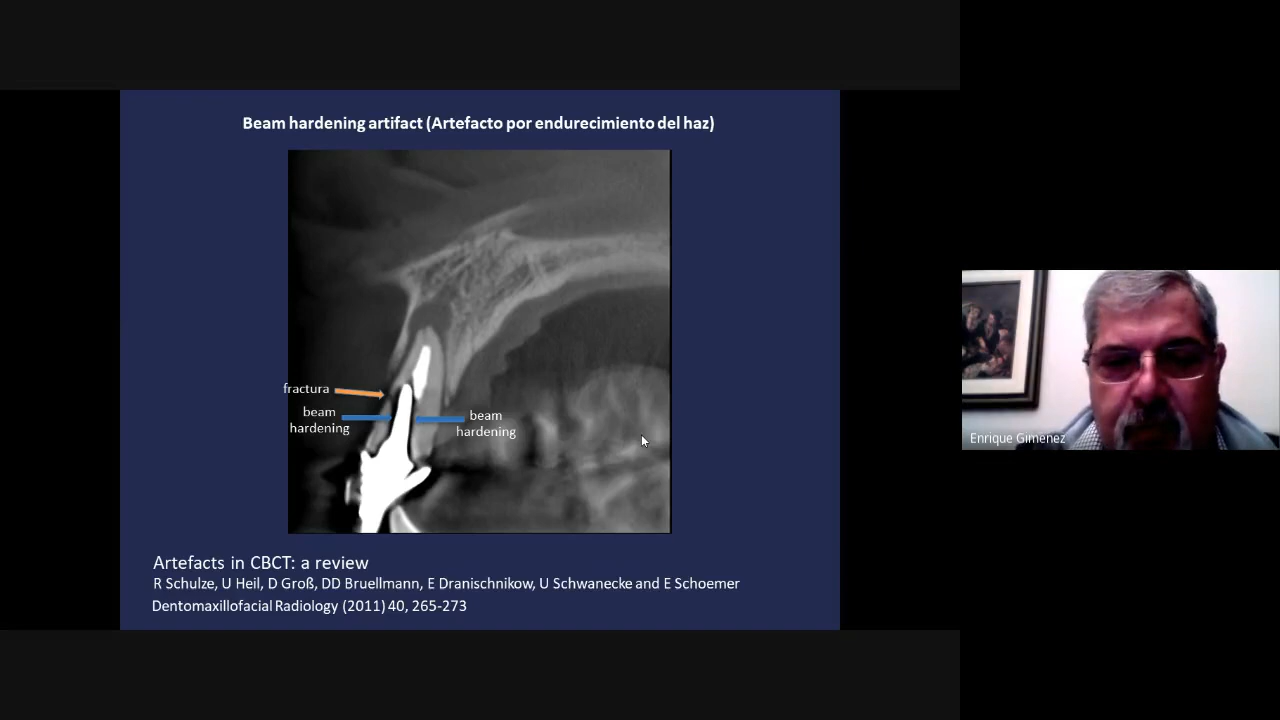 Beam hardening artifact (Artefacto por endurecimiento del haz)
fractura
beam
hardening
beam
hardening
Artefacts in CBCT: a review
R Schulze, U Heil, D Groß, DD Bruellmann, E Dranischnikow, U Schwanecke and E Schoemer
Dentomaxillofacial Radiology (2011) 40, 265-273
Enrique Gimenez